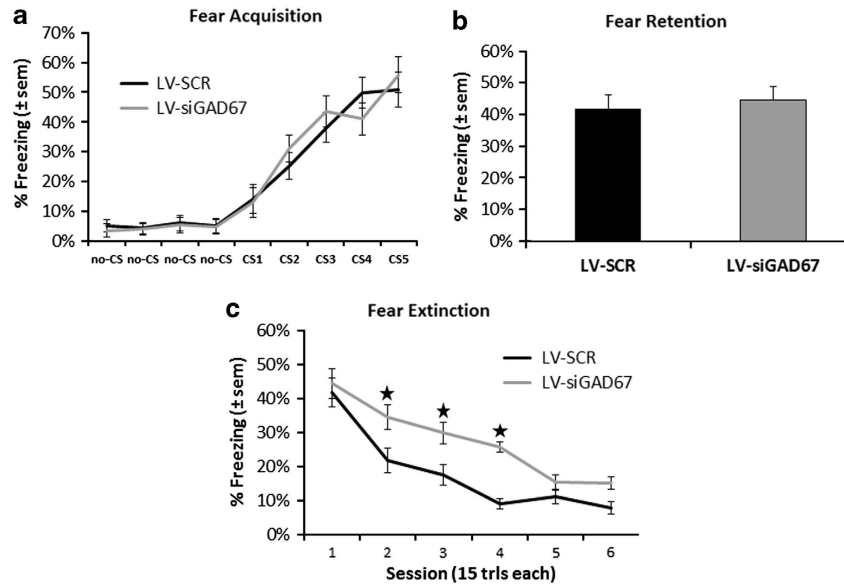 a
Fear Acquisition
% Freezing (± sem)
70%
60%
50%
40%
30%
20%
10%
0%
LV-SCR
LV-siGAD67
no-CS no-CS no-CS no-CS CS1 CS2 CS3 CS4 CS5
b
Fear Retention
% Freezing (± sem)
60%
50%
40%
30%
20%
10%
0%
LV-SCR LV-siGAD67
c
Fear Extinction
% Freezing (± sem)
60%
50%
40%
30%
20%
10%
0%
LV-SCR
LV-siGAD67
1 2 3 4 5 6
Session (15 trls each)